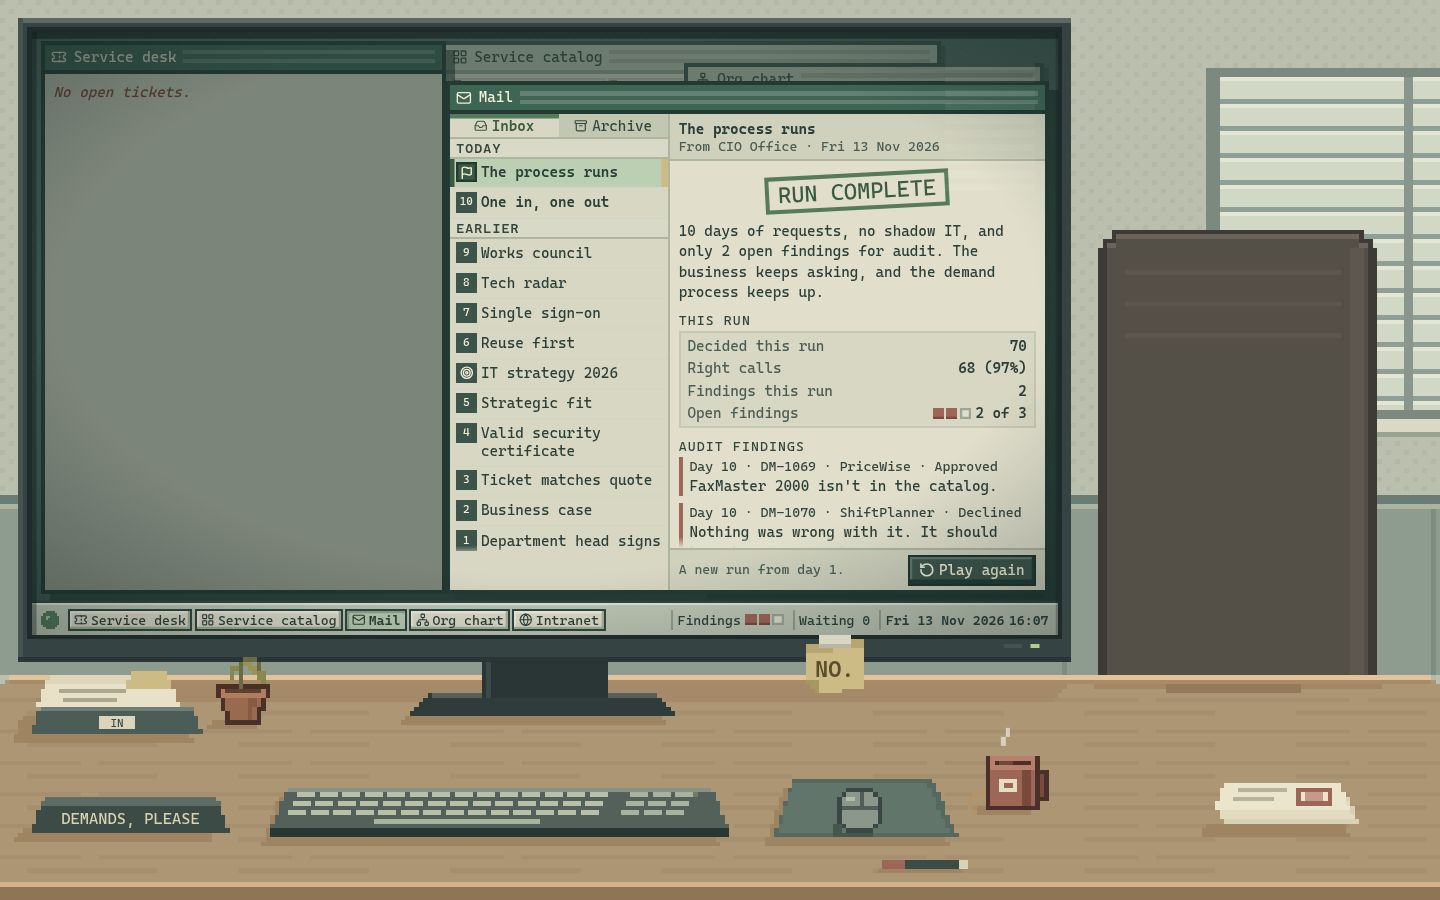 Service desk
No open tickets.
Service catalog
Org chart
Mail
Inbox
Archive
TODAY
The process runs
10 One in, one out
EARLIER
9 Works council
8 Tech radar
7 Single sign-on
6 Reuse first
IT strategy 2026
5 Strategic fit
4 Valid security
certificate
3 Ticket matches quote
2 Business case
1 Department head signs
The process runs
From CIO Office · Fri 13 Nov 2026
RUN COMPLETE
10 days of requests, no shadow IT, and
only 2 open findings for audit. The
business keeps asking, and the demand
process keeps up.
THIS RUN
Decided this run 70
Right calls 68 (97%)
Findings this run 2
Open findings 2 of 3
AUDIT FINDINGS
Day 10 · DM-1069 · PriceWise · Approved
FaxMaster 2000 isn't in the catalog.
Day 10 · DM-1070 · ShiftPlanner · Declined
Nothing was wrong with it. It should
A new run from day 1.
Play again
Service desk
Service catalog
Mail
Org chart
Intranet
Findings
Waiting 0
Fri 13 Nov 2026 16:07
NO.
IN
DEMANDS, PLEASE